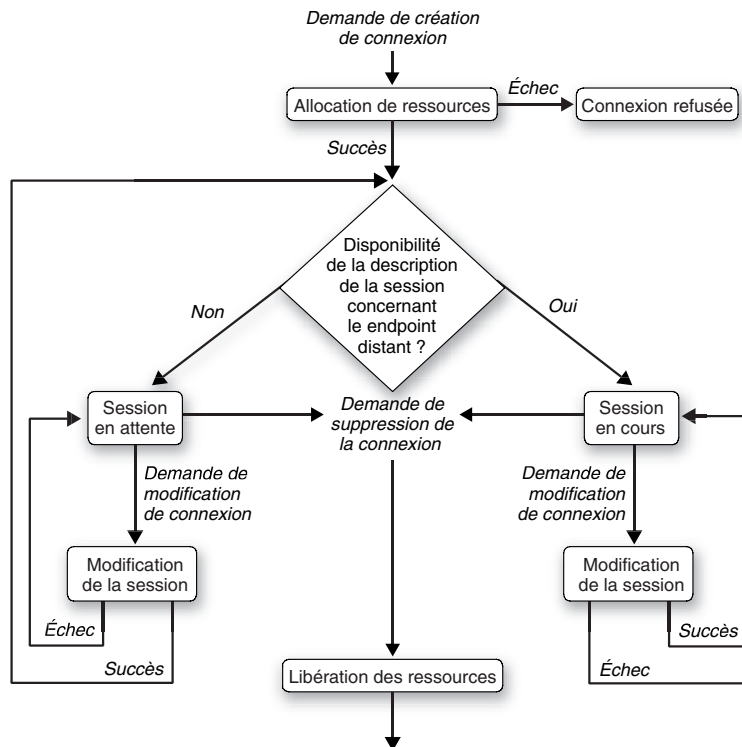 Demande de création
de connexion
Allocation de ressources
Échec
Connexion refusée
Succès
Disponibilité
de la description
de la session
concernant
le endpoint
distant ?
Non
Oui
Session
en attente
Demande de
suppression de
la connexion
Session
en cours
Demande de
modification
de connexion
Demande de
modification
de connexion
Modification
de la session
Modification
de la session
Échec
Succès
Succès
Échec
Libération des ressources